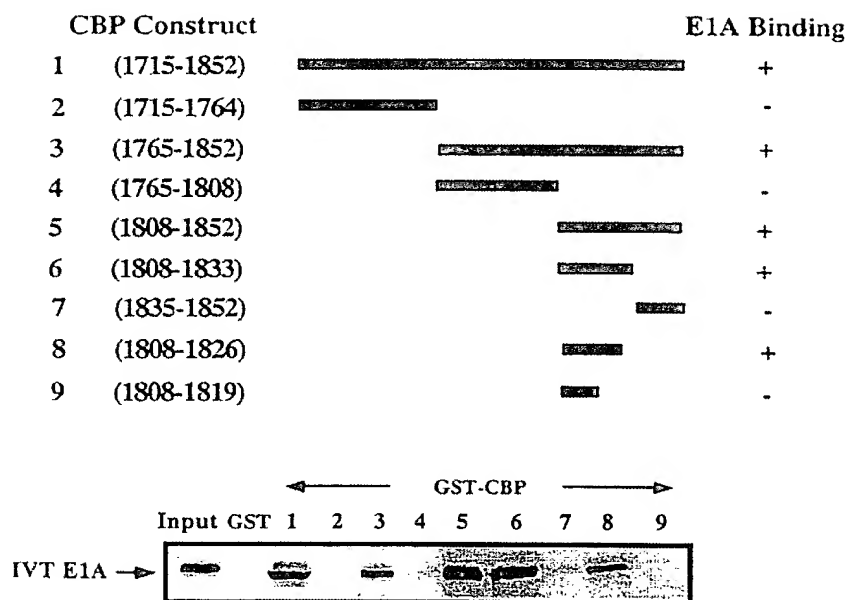 CBP Construct E1A Binding
1 (1715-1852) +
2 (1715-1764) -
3 (1765-1852) +
4 (1765-1808) -
5 (1808-1852) +
6 (1808-1833) +
7 (1835-1852) -
8 (1808-1826) +
9 (1808-1819) -
GST-CBP
Input GST 1 2 3 4 5 6 7 8 9
IVT E1A